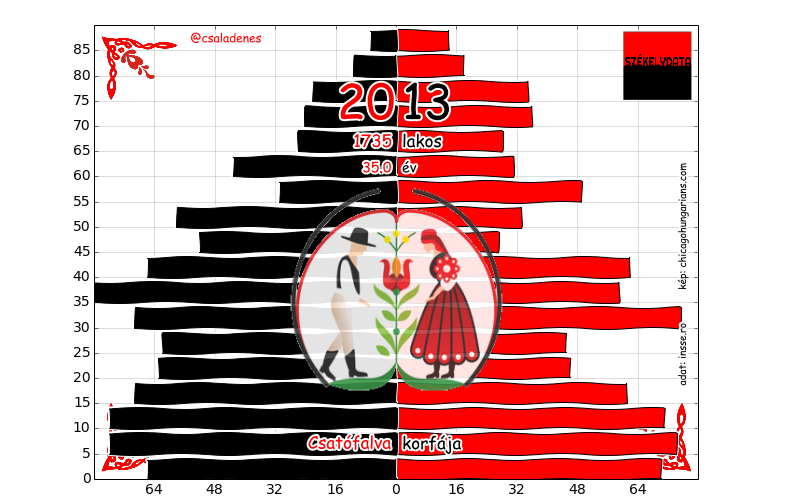 @csaladenes
SZÉKELYDATA
2013
1735 lakos
35.0 év
kép: chicagohungarians.com
adat: insse.ro
Csatófalva korfája
85
80
75
70
65
60
55
50
45
40
35
30
25
20
15
10
5
0
64 48 32 16 0 16 32 48 64